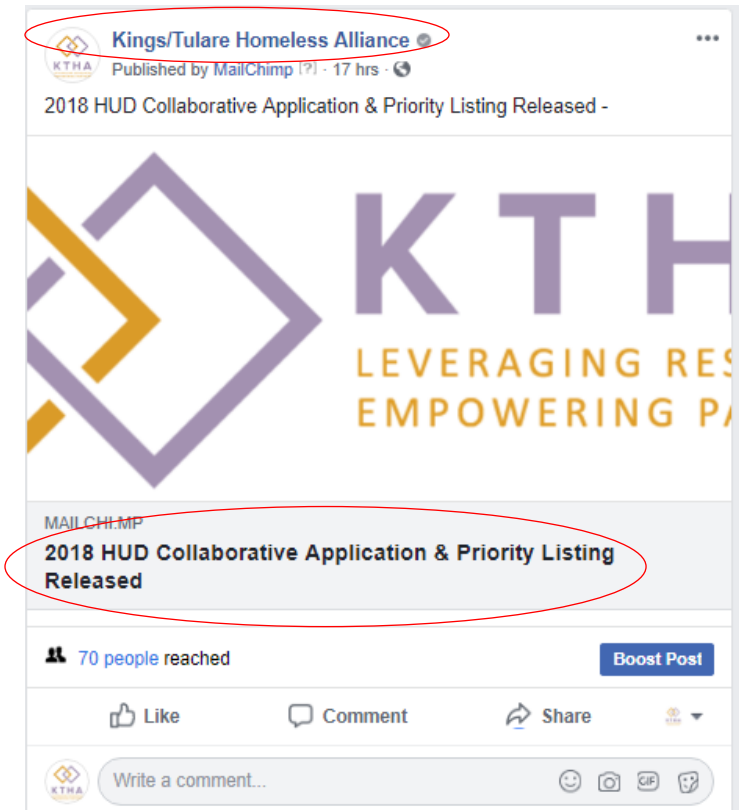 Kings/Tulare Homeless Alliance
KTHA
Published by MailChimp [?] · 17 hrs ·
2018 HUD Collaborative Application & Priority Listing Released -
KTH
LEVERAGING RES
EMPOWERING PA
MAILCHI.MP
2018 HUD Collaborative Application & Priority Listing
Released
70 people reached
Boost Post
Like
Comment
Share
KTHA
Write a comment...
GIF